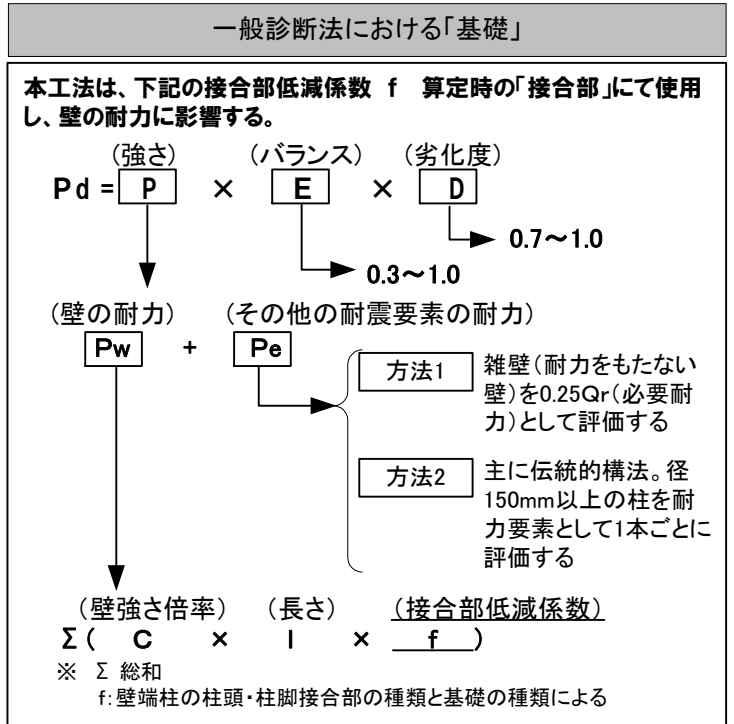 一般診断法における「基礎」
本工法は、下記の接合部低減係数 f 算定時の「接合部」にて使用
し、壁の耐力に影響する。
(強さ) (バランス) (劣化度)
Pd = P × E × D
0.7～1.0
0.3～1.0
(壁の耐力) (その他の耐震要素の耐力)
Pw + Pe
方法1 雑壁(耐力をもたない
壁)を0.25Qr(必要耐
力)として評価する
方法2 主に伝統的構法。径
150mm以上の柱を耐
力要素として1本ごとに
評価する
(壁強さ倍率) (長さ) (接合部低減係数)
Σ( C × l × f )
※ Σ 総和
f:壁端柱の柱頭・柱脚接合部の種類と基礎の種類による